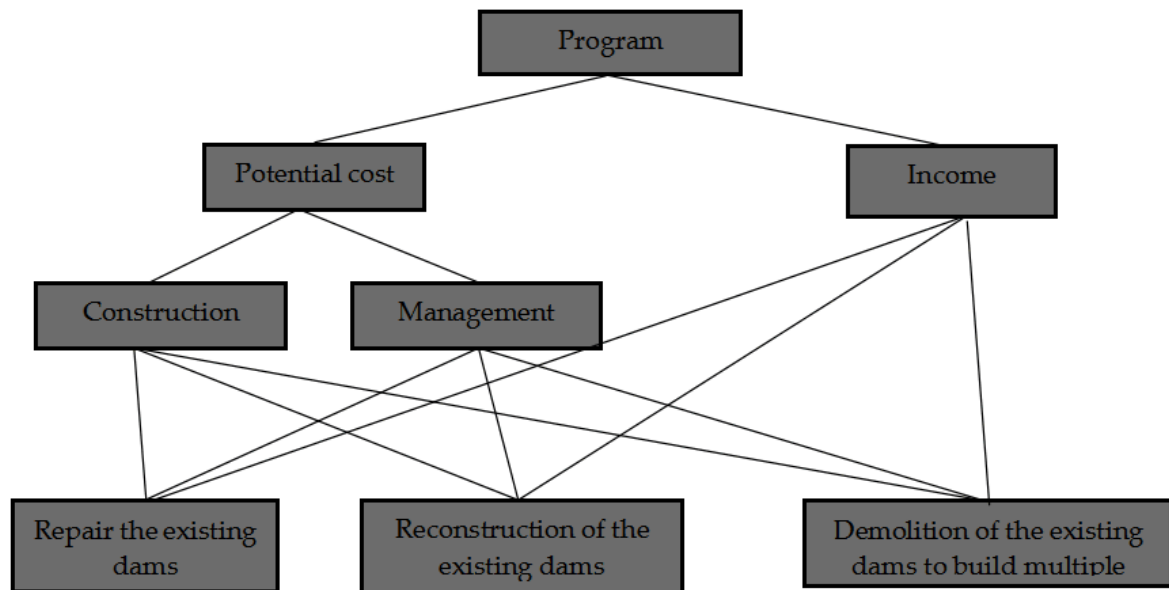 Program
Potential cost
Income
Construction
Management
Repair the existing
dams
Reconstruction of the
existing dams
Demolition of the existing
dams to build multiple